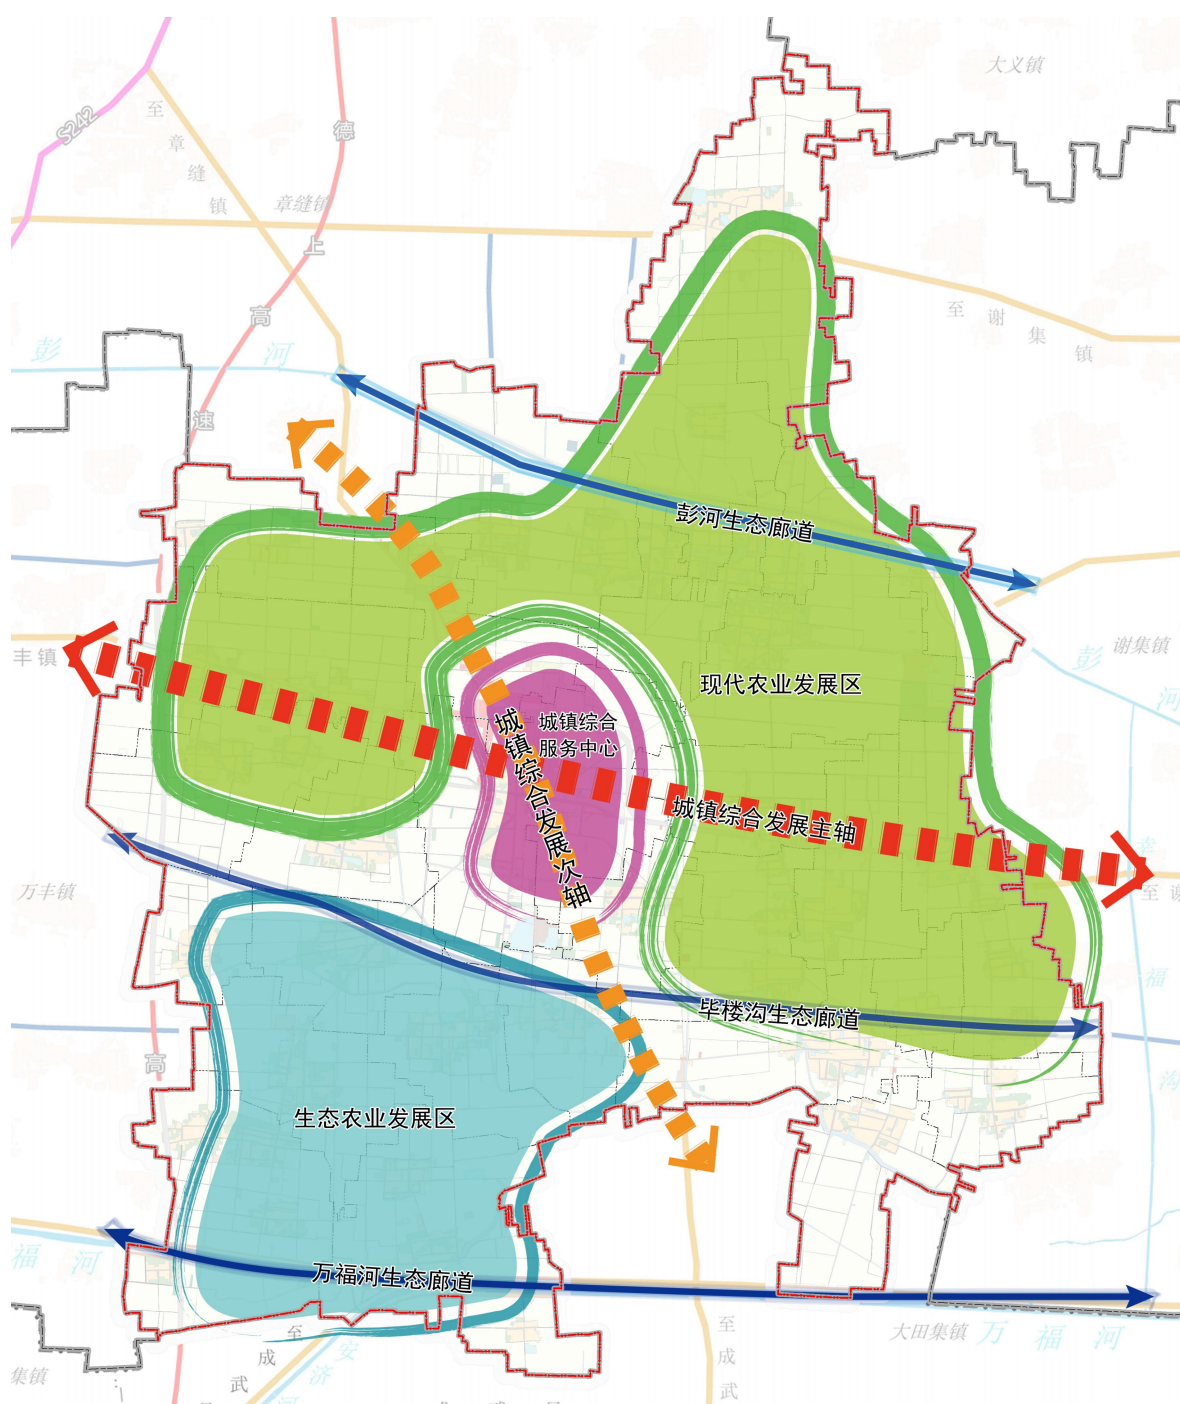 大义镇
S242
德
至
章
缝
镇
章缝镇
上
高
速
至
谢
集
镇
彭
河
彭河生态廊道
谢集镇
丰镇
彭
河
现代农业发展区
城镇综合
服务中心
城镇综合发展次轴
城镇综合发展主轴
万丰镇
至
福
沟
毕楼沟生态廊道
高
生态农业发展区
福
河
万福河生态廊道
至
成
武
安
济
河
至
成
武
大田集镇
万
福
河
集镇